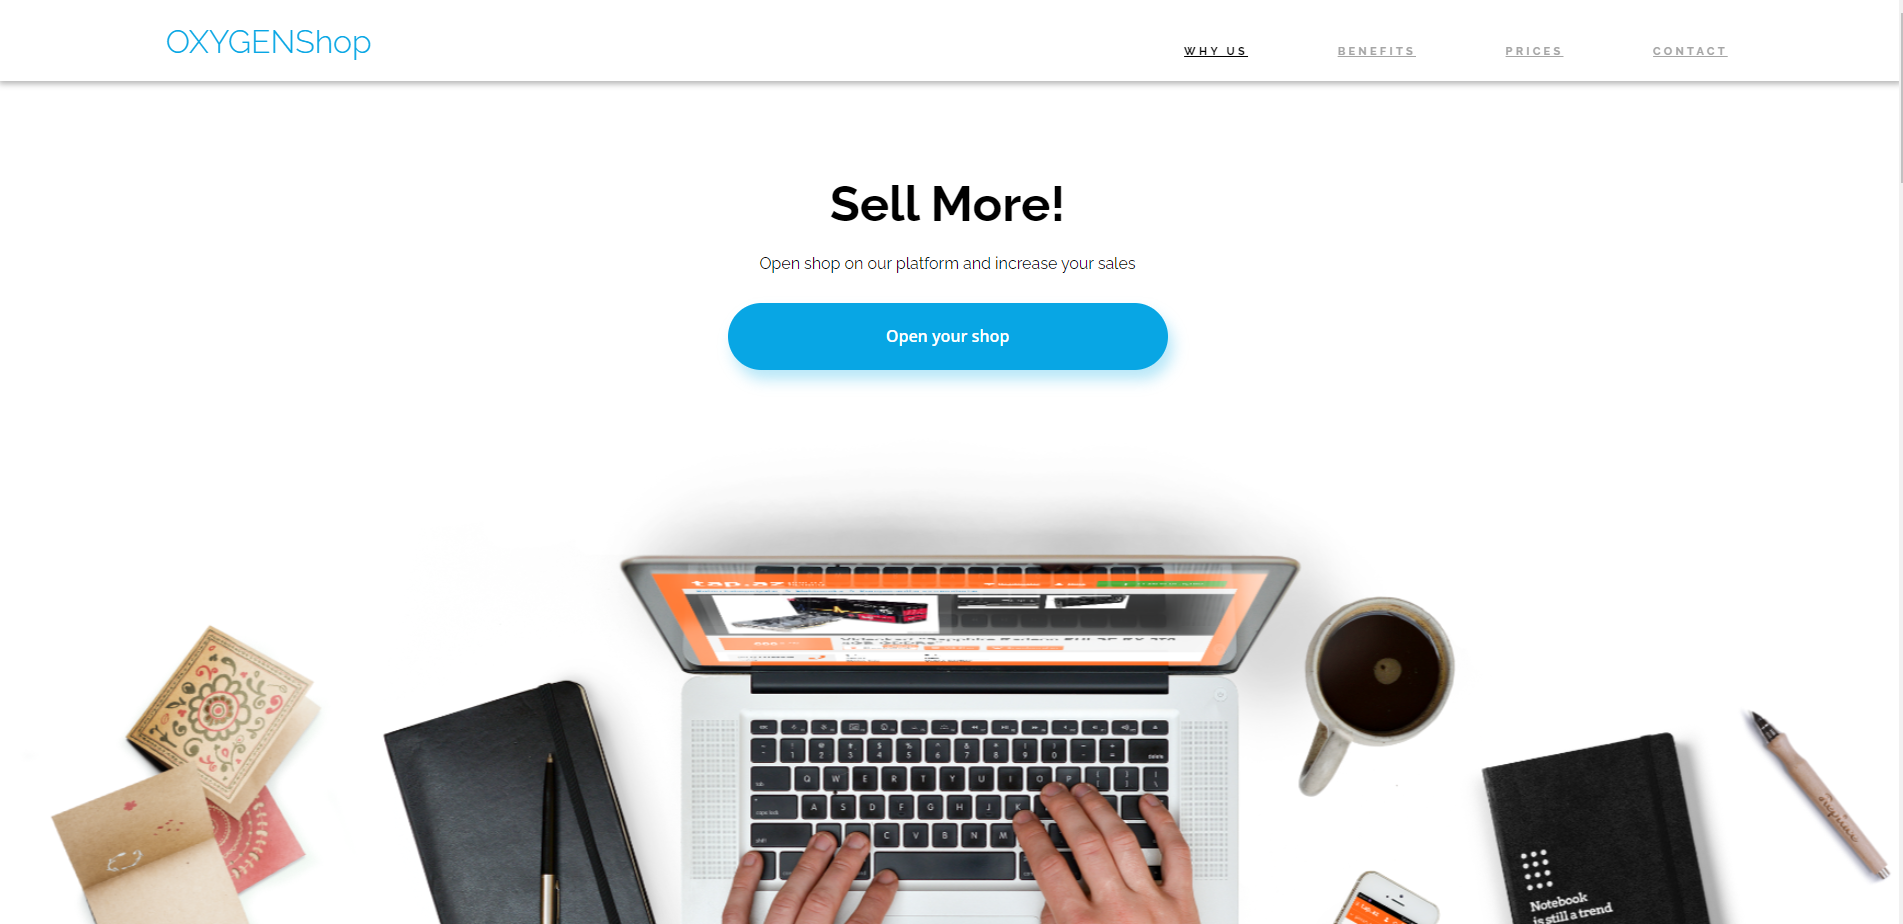 OXYGENShop
WHY US BENEFITS PRICES CONTACT
Sell More!
Open shop on our platform and increase your sales
Open your shop
tap.az
Notebook
is still a trend